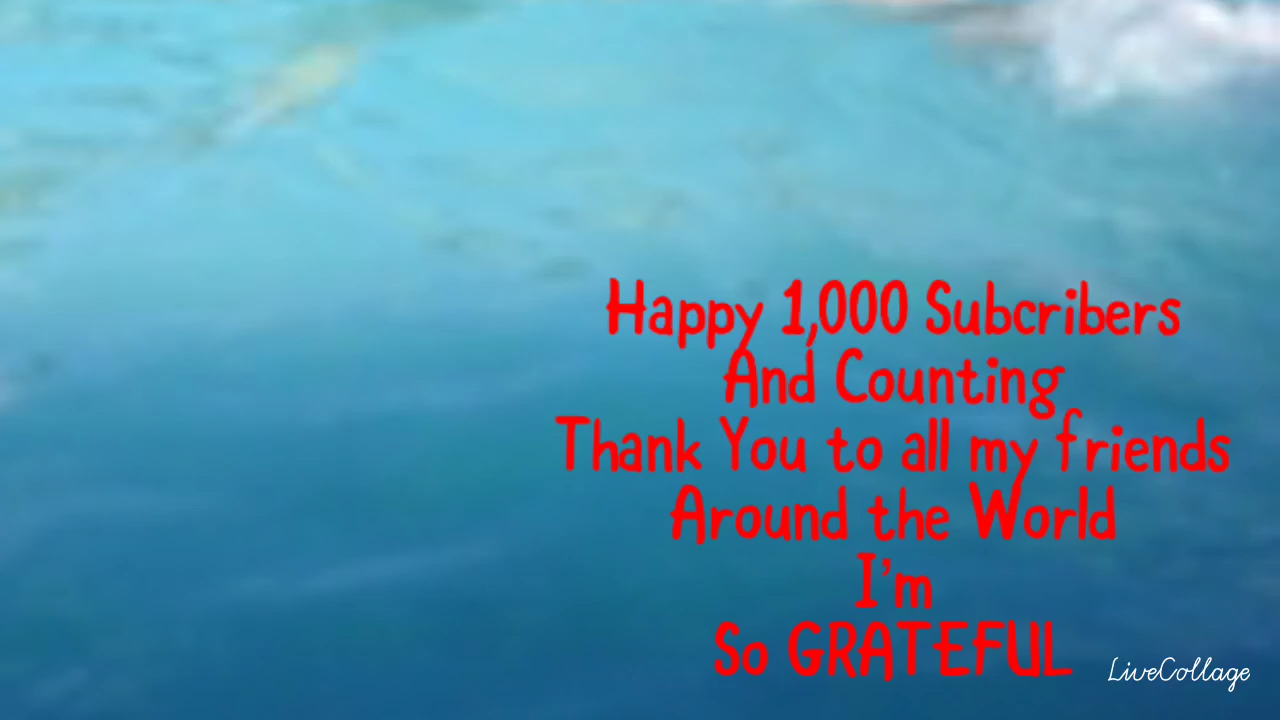 Happy 1,000 Subcribers
And Counting
Thank You to all my friends
Around the World
I'm
So GRATEFUL
LiveCollage